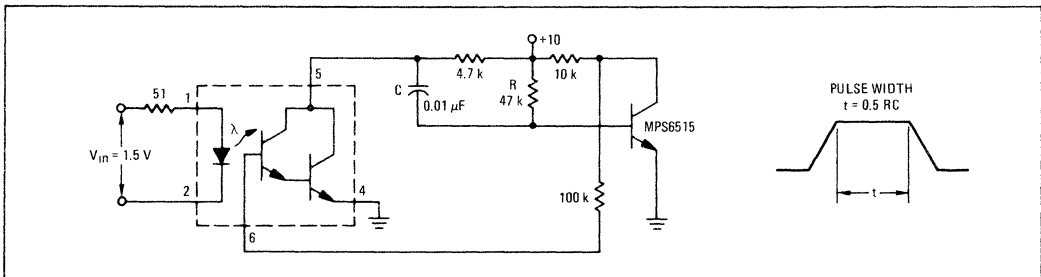 +10
5
4.7 k
10 k
R
47 k
C
0.01 µF
51
1
λ
MPS6515
V in = 1.5 V
2
4
6
100 k
PULSE WIDTH
t = 0.5 RC
t